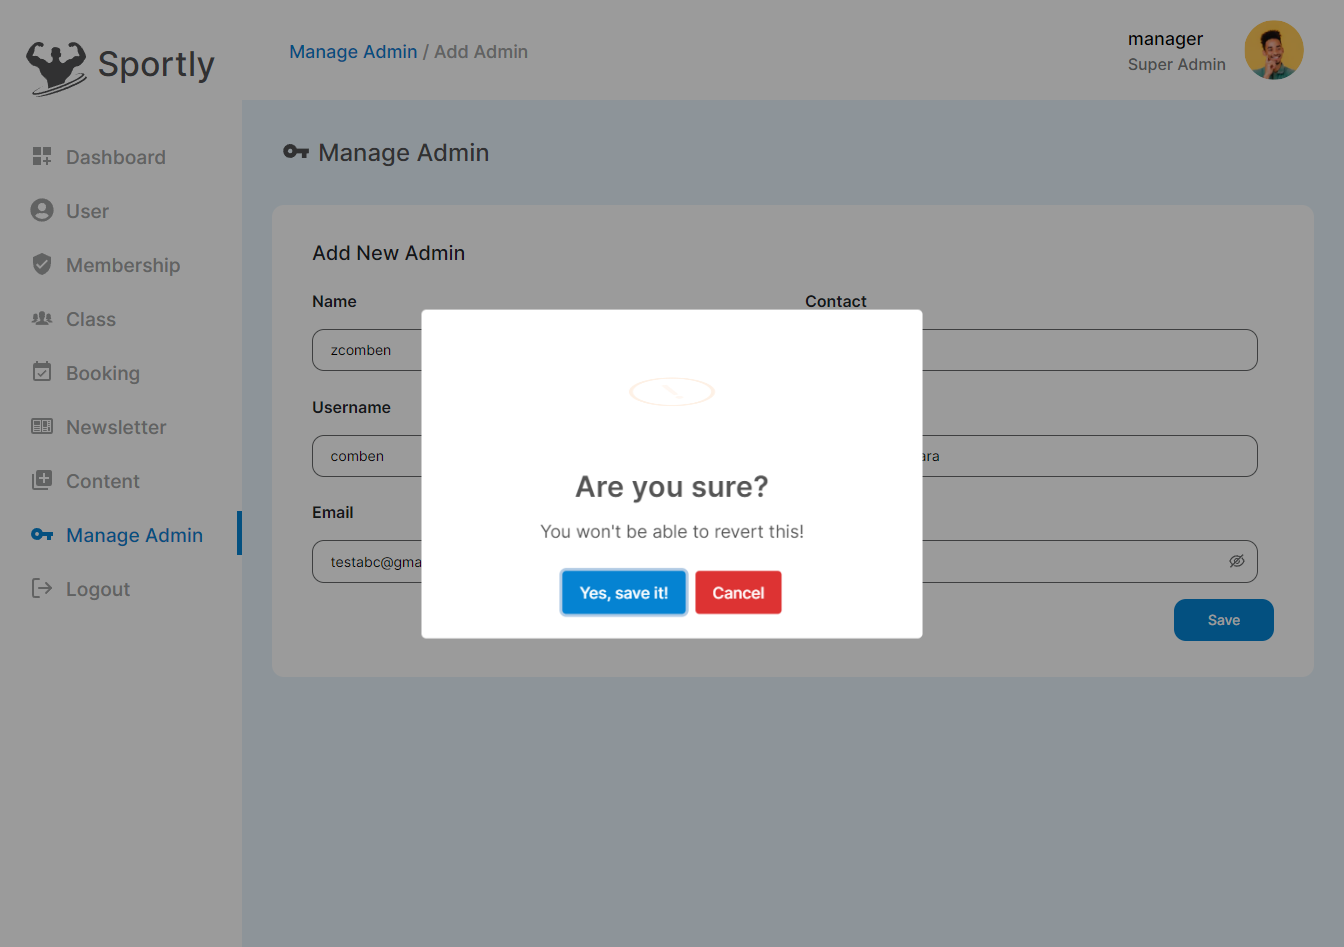 Sportly
Manage Admin / Add Admin
manager
Super Admin
Dashboard
User
Membership
Class
Booking
Newsletter
Content
Manage Admin
Logout
Manage Admin
Add New Admin
Name
Contact
zcomben
Username
comben
ara
Email
testabc@gma
Save
Are you sure?
You won't be able to revert this!
Yes, save it!
Cancel